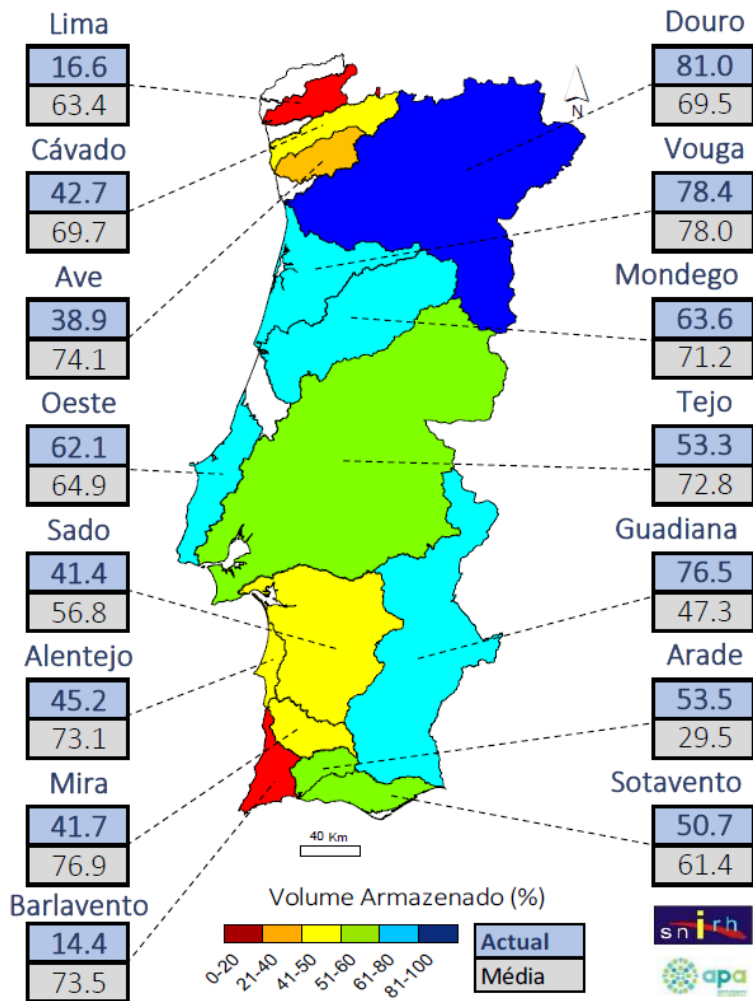 Lima
16.6
63.4
Cávado
42.7
69.7
Ave
38.9
74.1
Oeste
62.1
64.9
Sado
41.4
56.8
Alentejo
45.2
73.1
Mira
41.7
76.9
Barlavento
14.4
73.5
N
Douro
81.0
69.5
Vouga
78.4
78.0
Mondego
63.6
71.2
Tejo
53.3
72.8
Guadiana
76.5
47.3
Arade
53.5
29.5
Sotavento
50.7
61.4
40 Km
Volume Armazenado (%)
0-20 21-40 41-50 51-60 61-80 81-100
Actual
Média
snirh
apa